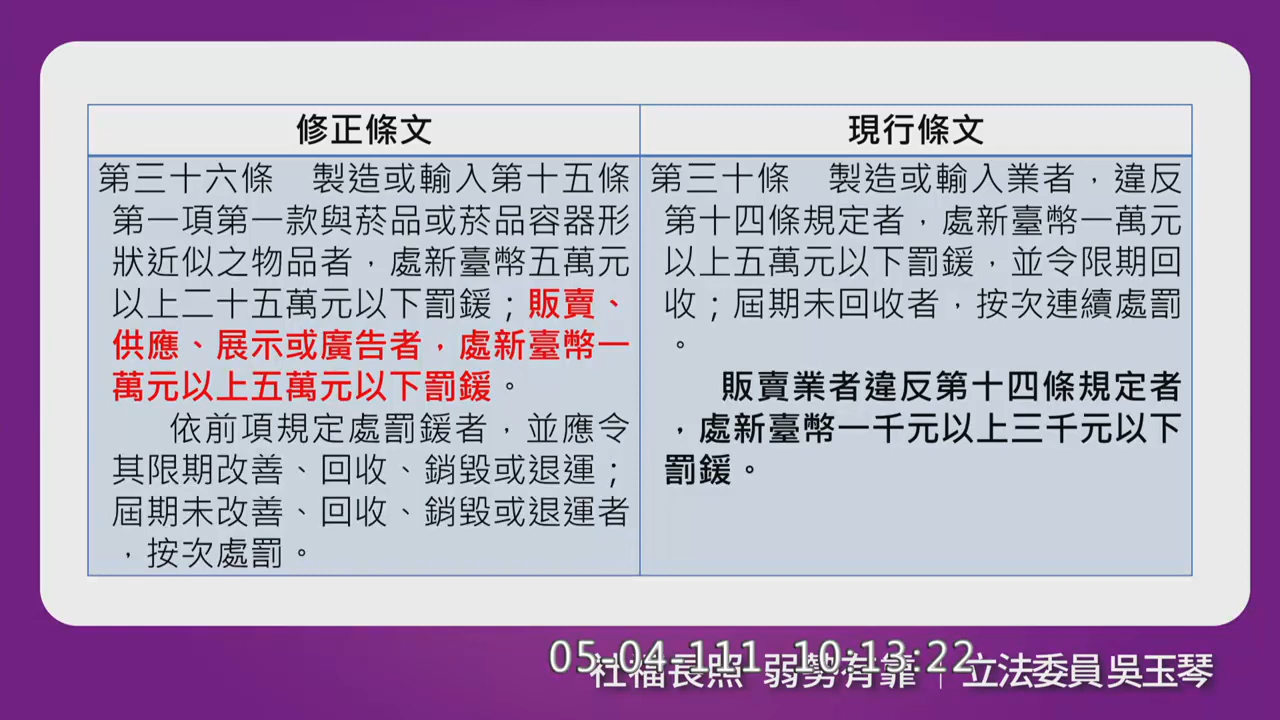 修正條文
第三十六條　製造或輸入第十五條
第一項第一款與菸品或菸品容器形
狀近似之物品者，處新臺幣五萬元
以上二十五萬元以下罰鍰；販賣、
供應、展示或廣告者，處新臺幣一
萬元以上五萬元以下罰鍰。
依前項規定處罰鍰者，並應令
其限期改善、回收、銷毀或退運；
屆期未改善、回收、銷毀或退運者
，按次處罰。
現行條文
第三十條　製造或輸入業者，違反
第十四條規定者，處新臺幣一萬元
以上五萬元以下罰鍰，並令限期回
收；屆期未回收者，按次連續處罰
。
販賣業者違反第十四條規定者
，處新臺幣一千元以上三千元以下
罰鍰。
05-04-111 10:13:22
社福長照 弱勢有靠｜立法委員 吳玉琴